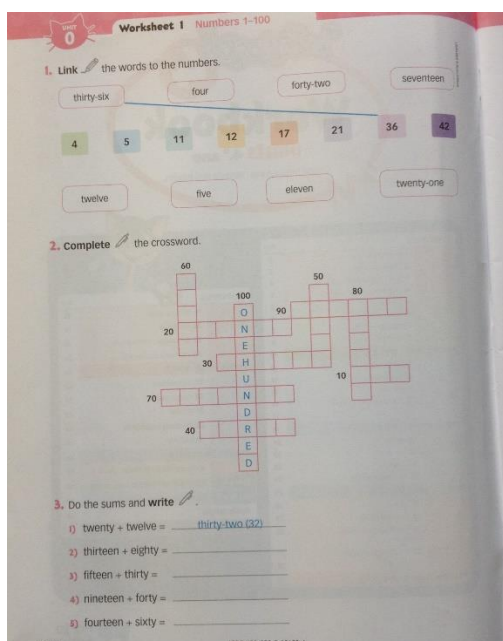 UNIT
0
Worksheet 1 Numbers 1–100
1. Link the words to the numbers.
thirty-six four forty-two seventeen
4 5 11 12 17 21 36 42
twelve five eleven twenty-one
2. Complete the crossword.
60
50
100 80
O 90
20 N
E
30 H
U 10
70 N
D
40 R
E
D
3. Do the sums and write .
1) twenty + twelve = thirty-two (32)
2) thirteen + eighty =
3) fifteen + thirty =
4) nineteen + forty =
5) fourteen + sixty =